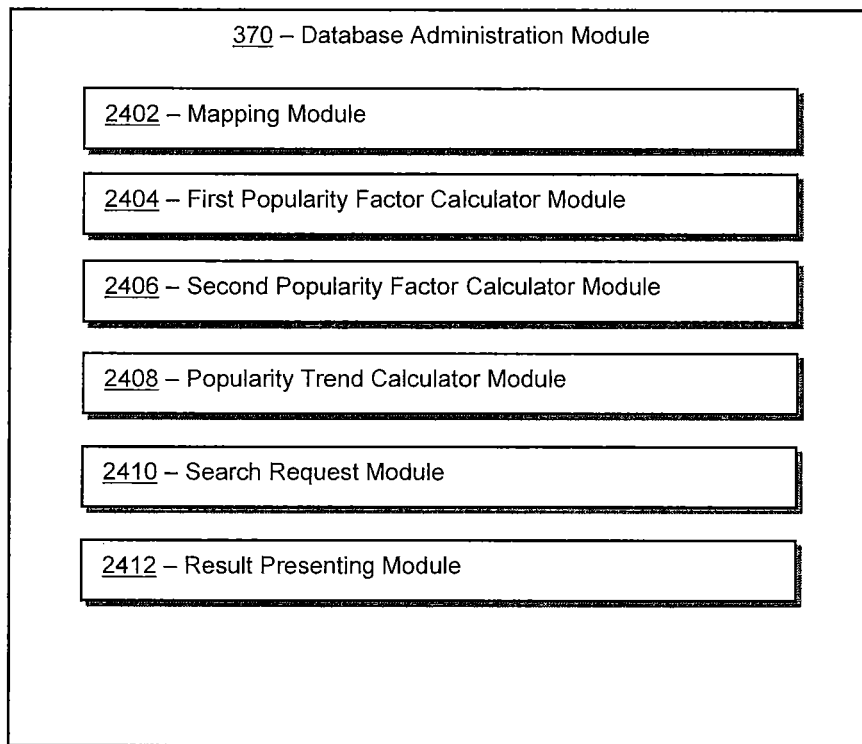 370 – Database Administration Module
2402 – Mapping Module
2404 – First Popularity Factor Calculator Module
2406 – Second Popularity Factor Calculator Module
2408 – Popularity Trend Calculator Module
2410 – Search Request Module
2412 – Result Presenting Module